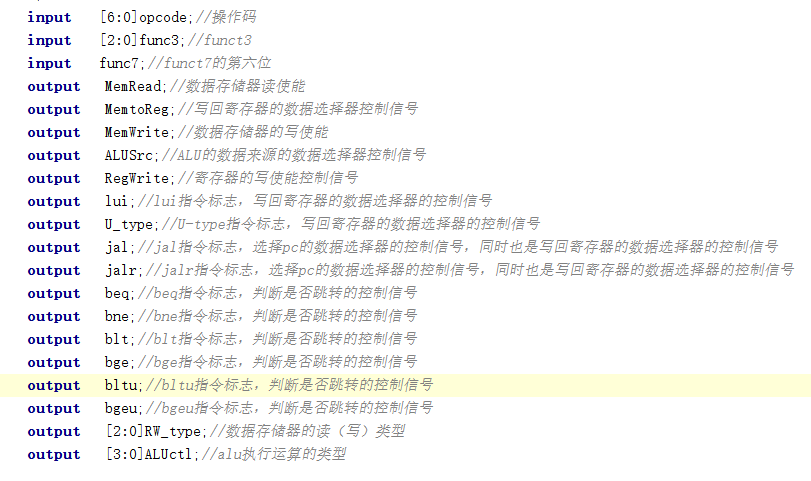 input [6:0]opcode;//操作码
input [2:0]func3;//funct3
input func7;//funct7的第六位
output MemRead;//数据存储器读使能
output MemtoReg;//写回寄存器的数据选择器控制信号
output MemWrite;//数据存储器的写使能
output ALUSrc;//ALU的数据来源的数据选择器控制信号
output RegWrite;//寄存器的写使能控制信号
output lui;//lui指令标志，写回寄存器的数据选择器的控制信号
output U_type;//U-type指令标志，写回寄存器的数据选择器的控制信号
output jal;//jal指令标志，选择pc的数据选择器的控制信号，同时也是写回寄存器的数据选择器的控制信号
output jalr;//jalr指令标志，选择pc的数据选择器的控制信号，同时也是写回寄存器的数据选择器的控制信号
output beq;//beq指令标志，判断是否跳转的控制信号
output bne;//bne指令标志，判断是否跳转的控制信号
output blt;//blt指令标志，判断是否跳转的控制信号
output bge;//bge指令标志，判断是否跳转的控制信号
output bltu;//bltu指令标志，判断是否跳转的控制信号
output bgeu;//bgeu指令标志，判断是否跳转的控制信号
output [2:0]RW_type;//数据存储器的读（写）类型
output [3:0]ALUctl;//alu执行运算的类型